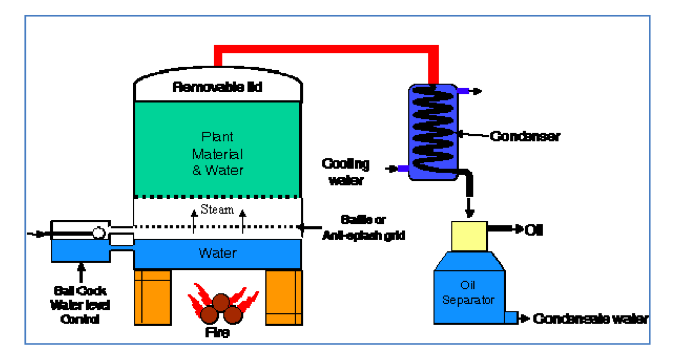 Removable lid
Plant
Material
& Water
Steam
Water
Baffle or
Anti-splash grid
Ball Cock
Water level
Control
Fire
Cooling
water
Condenser
Oil
Oil
Separator
Condensate water